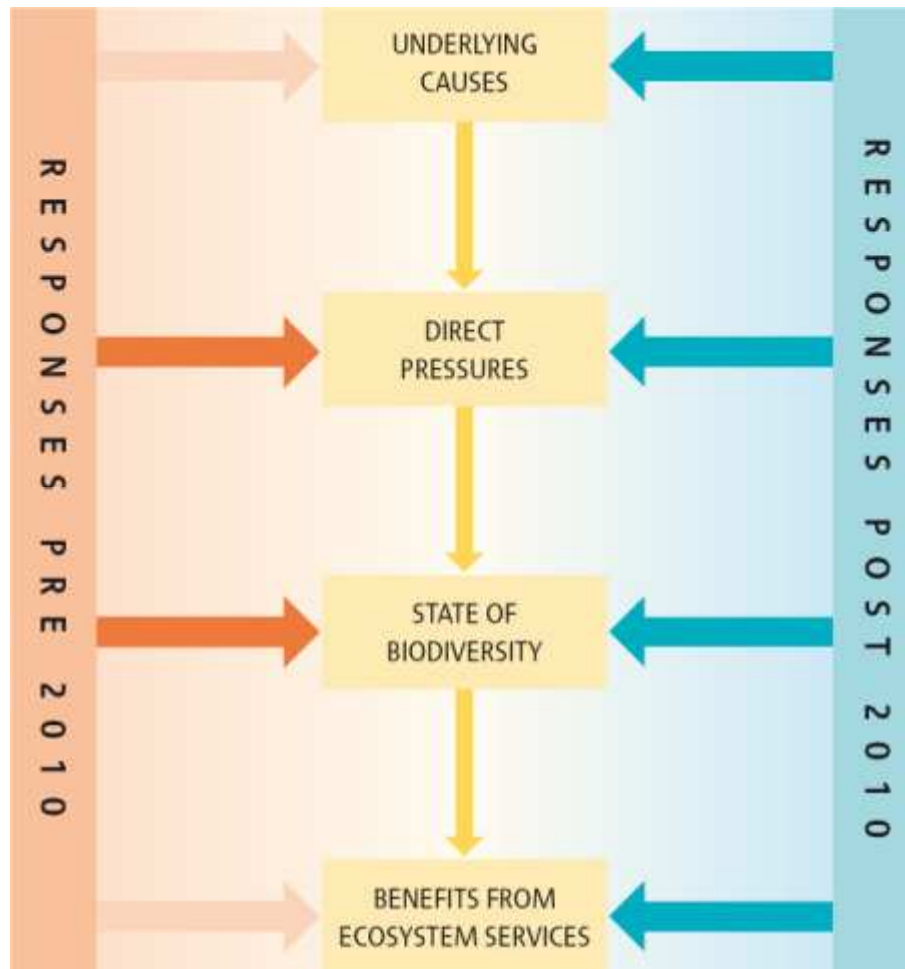 RESPONSES PRE 2010
UNDERLYING
CAUSES
DIRECT
PRESSURES
STATE OF
BIODIVERSITY
BENEFITS FROM
ECOSYSTEM SERVICES
RESPONSES POST 2010